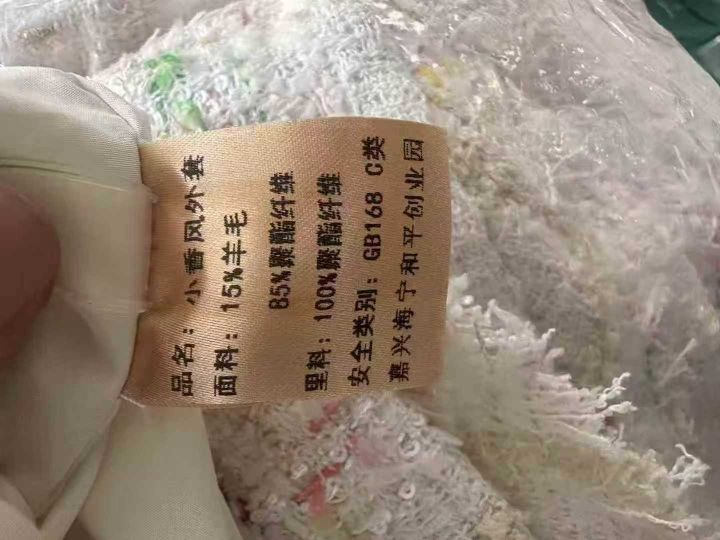 品名：小香风外套
面料：15%羊毛
85%聚酯纤维
里料：100%聚酯纤维
安全类别：GB168 C类
嘉兴海宁和平创业园